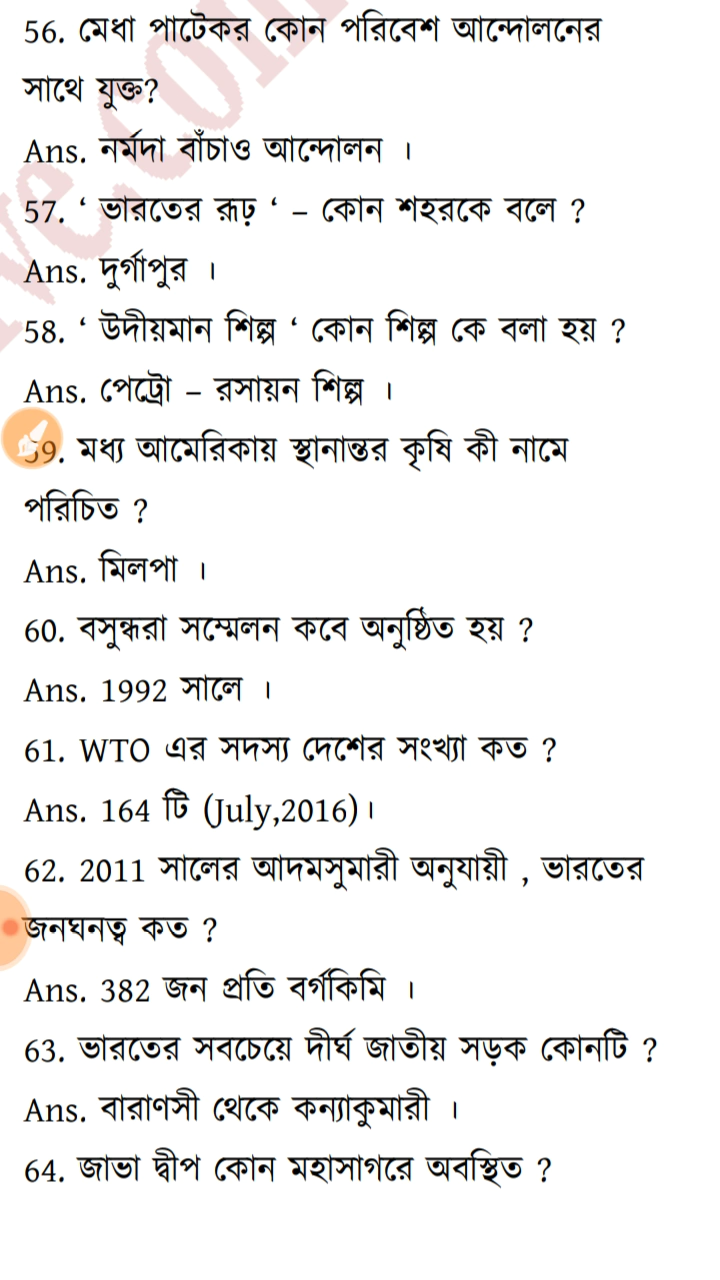 56. মেধা পাটেকর কোন পরিবেশ আন্দোলনের
সাথে যুক্ত?
Ans. নর্মদা বাঁচাও আন্দোলন ।
57. ‘ ভারতের রূঢ় ‘ – কোন শহরকে বলে ?
Ans. দুর্গাপুর ।
58. ‘ উদীয়মান শিল্প ‘ কোন শিল্প কে বলা হয় ?
Ans. পেট্রো – রসায়ন শিল্প ।
59. মধ্য আমেরিকায় স্থানান্তর কৃষি কী নামে
পরিচিত ?
Ans. মিলপা ।
60. বসুন্ধরা সম্মেলন কবে অনুষ্ঠিত হয় ?
Ans. 1992 সালে ।
61. WTO এর সদস্য দেশের সংখ্যা কত ?
Ans. 164 টি (July,2016)।
62. 2011 সালের আদমসুমারী অনুযায়ী , ভারতের
জনঘনত্ব কত ?
Ans. 382 জন প্রতি বর্গকিমি ।
63. ভারতের সবচেয়ে দীর্ঘ জাতীয় সড়ক কোনটি ?
Ans. বারাণসী থেকে কন্যাকুমারী ।
64. জাভা দ্বীপ কোন মহাসাগরে অবস্থিত ?